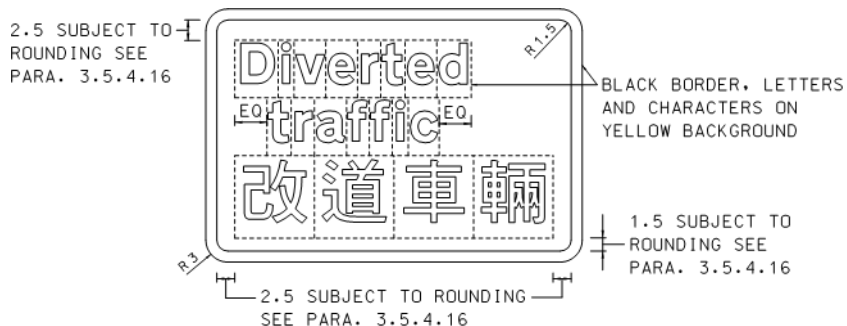 2.5 SUBJECT TO
ROUNDING SEE
PARA. 3.5.4.16
R1.5
Diverted
EQ
traffic
EQ
改道車輛
BLACK BORDER, LETTERS
AND CHARACTERS ON
YELLOW BACKGROUND
R3
1.5 SUBJECT TO
ROUNDING SEE
PARA. 3.5.4.16
2.5 SUBJECT TO ROUNDING
SEE PARA. 3.5.4.16